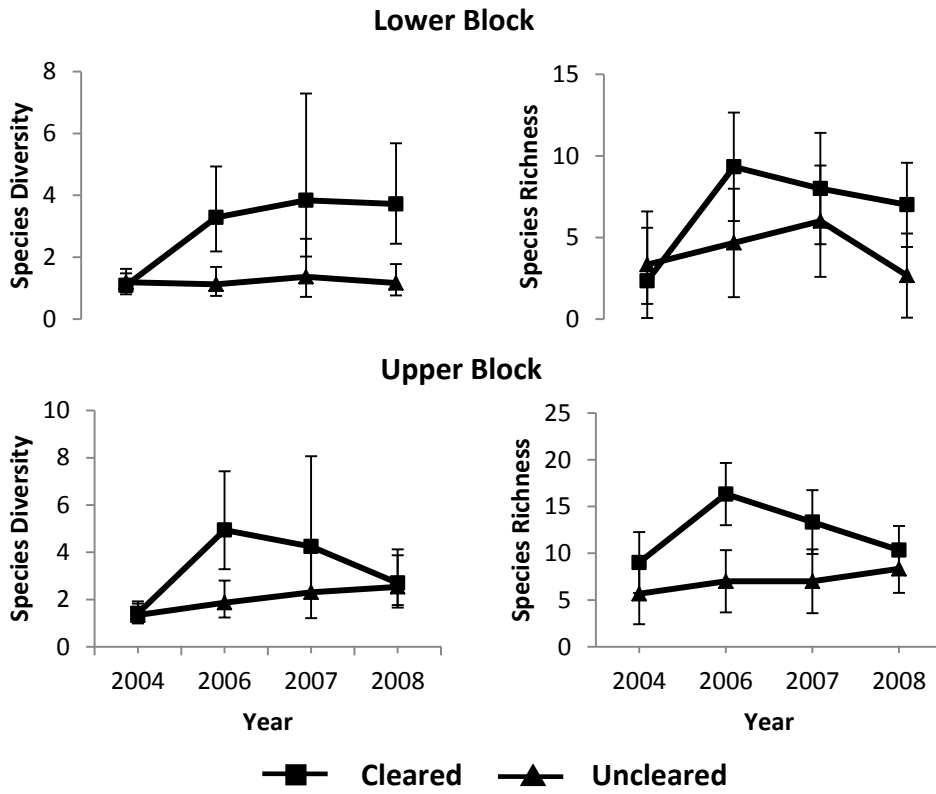 Lower Block
Species Diversity
8
6
4
2
0
Species Richness
15
10
5
0
Upper Block
Species Diversity
10
8
6
4
2
0
2004 2006 2007 2008
Year
Species Richness
25
20
15
10
5
0
2004 2006 2007 2008
Year
Cleared Uncleared